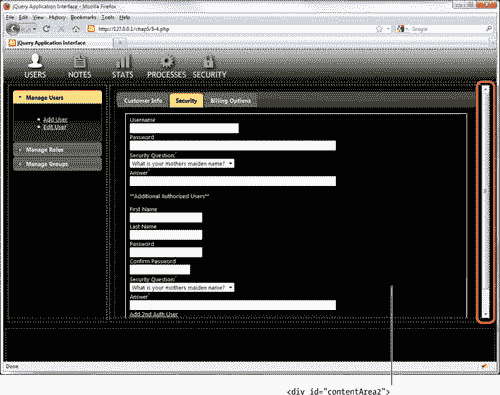 jQuery Application Interface - Mozilla Firefox
File Edit View History Bookmarks Tools Help
http://127.0.0.1/chap5/5-4.php
Google
jQuery Application Interface
USERS NOTES STATS PROCESSES SECURITY
Manage Users
Add User
Edit User
Manage Roles
Manage Groups
Customer Info Security Billing Options
Username
Password
Security Question:*
What is your mothers maiden name?
Answer*
**Additional Authorized Users**
First Name
Last Name
Password
Confirm Password
Security Question*
What is your mothers maiden name?
Answer
Add 2nd Auth User
Done
<div id="contentArea2">